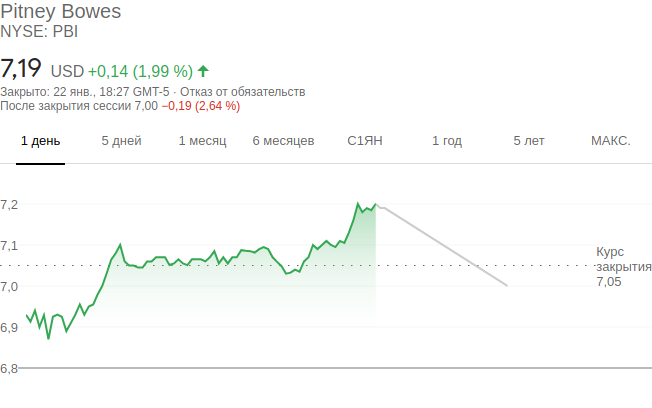 Pitney Bowes
NYSE: PBI
7,19 USD +0,14 (1,99 %)
Закрыто: 22 янв., 18:27 GMT-5 · Отказ от обязательств
После закрытия сессии 7,00 −0,19 (2,64 %)
1 день 5 дней 1 месяц 6 месяцев С1ЯН 1 год 5 лет МАКС.
7,2
7,1
Курс
закрытия
7,05
7,0
6,9
6,8